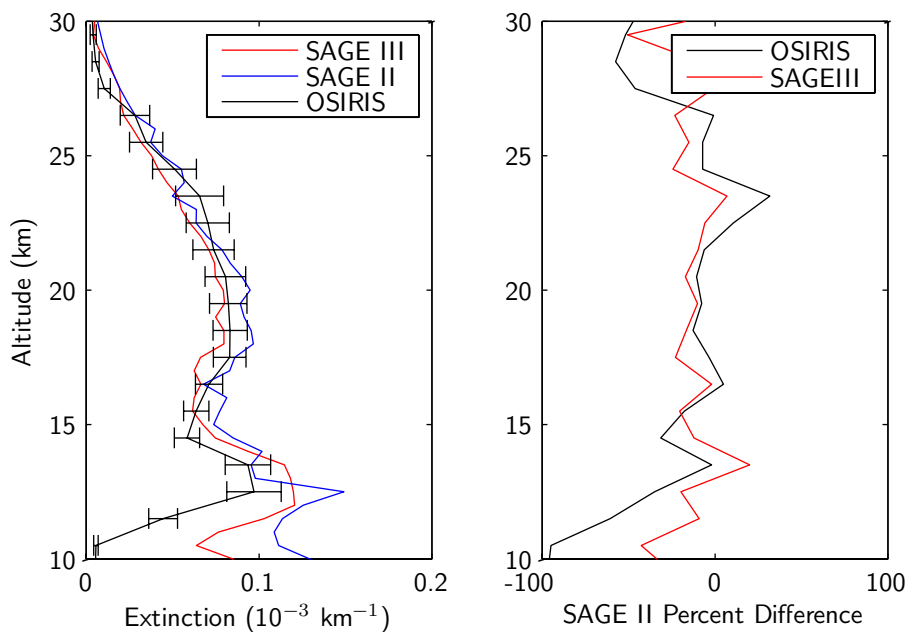 30
25
20
15
10
Altitude (km)
0
0.1
0.2
Extinction (10⁻³ km⁻¹)
SAGE III
SAGE II
OSIRIS
30
25
20
15
10
-100
0
100
SAGE II Percent Difference
OSIRIS
SAGEIII